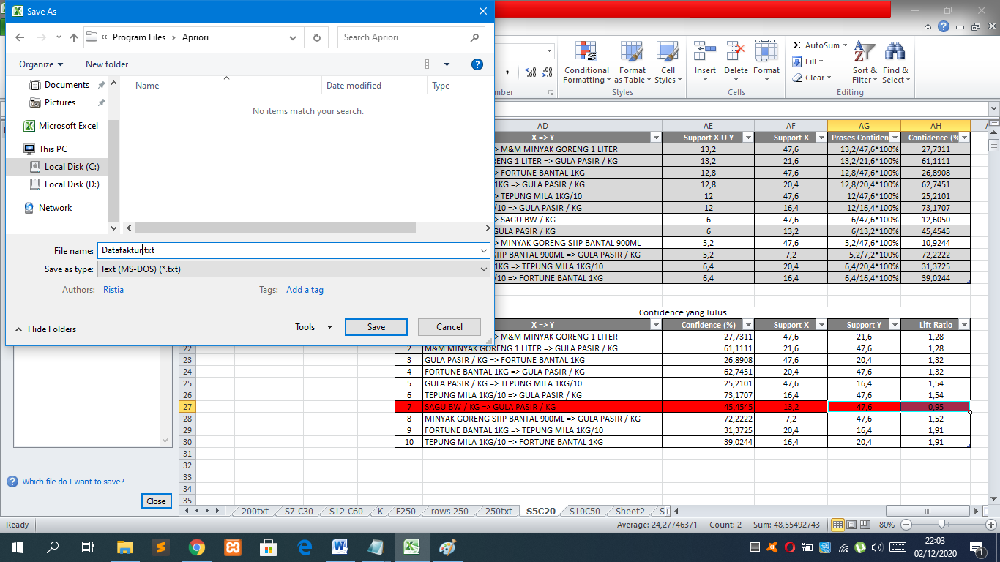 Save As
« Program Files › Apriori
Search Apriori
Organize
New folder
Documents
Pictures
Microsoft Excel
This PC
Local Disk (C:)
Local Disk (D:)
Network
Name
Date modified
Type
No items match your search.
File name:
Datafaktur.txt
Save as type:
Text (MS-DOS) (*.txt)
Authors: Ristia
Tags: Add a tag
Hide Folders
Tools
Save
Cancel
Conditional Formatting
Format as Table
Cell Styles
Styles
Insert
Delete
Format
Cells
AutoSum
Fill
Clear
Sort & Filter
Find & Select
Editing
mber
AD AE AF AG AH
X => Y Support X U Y Support X Proses Confiden Confidence (%
> M&M MINYAK GORENG 1 LITER 13,2 47,6 13,2/47,6*100% 27,7311
RENG 1 LITER => GULA PASIR / KG 13,2 21,6 13,2/21,6*100% 61,1111
> FORTUNE BANTAL 1KG 12,8 47,6 12,8/47,6*100% 26,8908
1KG => GULA PASIR / KG 12,8 20,4 12,8/20,4*100% 62,7451
> TEPUNG MILA 1KG/10 12 47,6 12/47,6*100% 25,2101
/10 => GULA PASIR / KG 12 16,4 12/16,4*100% 73,1707
> SAGU BW / KG 6 47,6 6/47,6*100% 12,6050
GULA PASIR / KG 6 13,2 6/13,2*100% 45,4545
> MINYAK GORENG SIIP BANTAL 900ML 5,2 47,6 5,2/47,6*100% 10,9244
SIIP BANTAL 900ML => GULA PASIR / KG 5,2 7,2 5,2/7,2*100% 72,2222
1KG => TEPUNG MILA 1KG/10 6,4 20,4 6,4/20,4*100% 31,3725
/10 => FORTUNE BANTAL 1KG 6,4 16,4 6,4/16,4*100% 39,0244
Confidence yang lulus
X => Y Confidence (%) Support X Support Y Lift Ratio
> M&M MINYAK GORENG 1 LITER 27,7311 47,6 21,6 1,28
22 2 M&M MINYAK GORENG 1 LITER => GULA PASIR / KG 61,1111 21,6 47,6 1,28
23 3 GULA PASIR / KG => FORTUNE BANTAL 1KG 26,8908 47,6 20,4 1,32
24 4 FORTUNE BANTAL 1KG => GULA PASIR / KG 62,7451 20,4 47,6 1,32
25 5 GULA PASIR / KG => TEPUNG MILA 1KG/10 25,2101 47,6 16,4 1,54
26 6 TEPUNG MILA 1KG/10 => GULA PASIR / KG 73,1707 16,4 47,6 1,54
27 7 SAGU BW / KG => GULA PASIR / KG 45,4545 13,2 47,6 0,95
28 8 MINYAK GORENG SIIP BANTAL 900ML => GULA PASIR / KG 72,2222 7,2 47,6 1,52
29 9 FORTUNE BANTAL 1KG => TEPUNG MILA 1KG/10 31,3725 20,4 16,4 1,91
30 10 TEPUNG MILA 1KG/10 => FORTUNE BANTAL 1KG 39,0244 16,4 20,4 1,91
31
32
33
34
35
Which file do I want to save?
Close
200txt S7-C30 S12-C60 K F250 rows 250 250txt S5C20 S10C50 Sheet2 S
Ready
Average: 24,27746371 Count: 2 Sum: 48,55492743
80%
22:03
02/12/2020
1